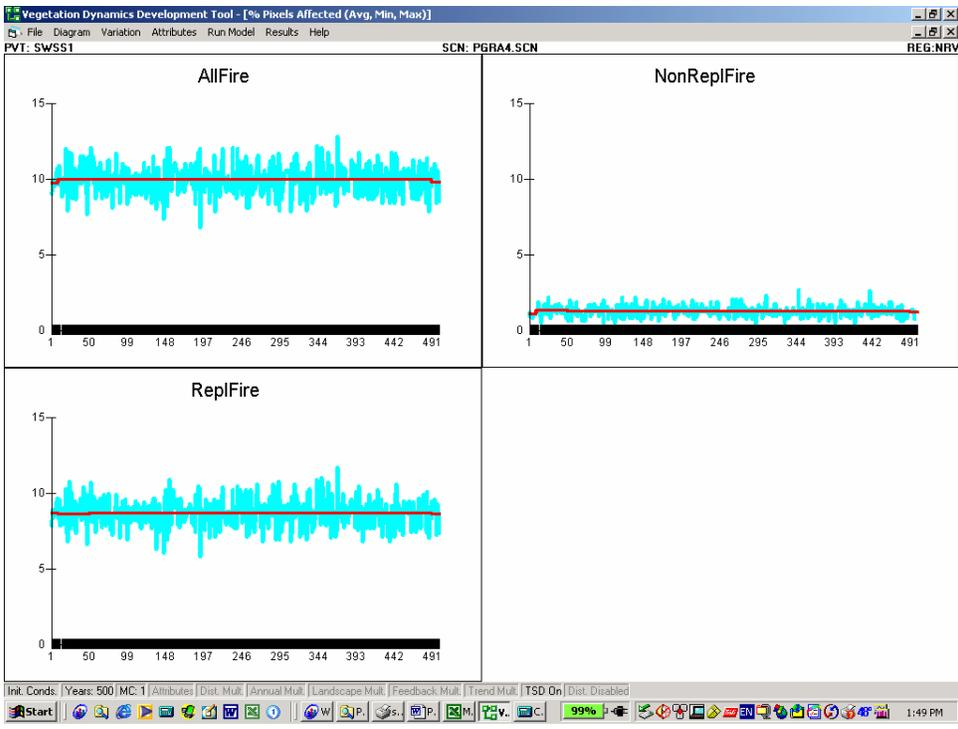 Vegetation Dynamics Development Tool - [% Pixels Affected (Avg, Min, Max)]
File Diagram Variation Attributes Run Model Results Help
PVT: SWSS1 SCN: PGRA4.SCN REG:NRV
AllFire
15
10
5
0
1 50 99 148 197 246 295 344 393 442 491
NonReplFire
15
10
5
0
1 50 99 148 197 246 295 344 393 442 491
ReplFire
15
10
5
0
1 50 99 148 197 246 295 344 393 442 491
Init. Conds. Years: 500 MC: 1 Attributes Dist. Mult. Annual Mult. Landscape Mult. Feedback Mult. Trend Mult. TSD On Dist. Disabled
Start W P. s.. P. M. V.. C. 99% EN 48° 1:49 PM